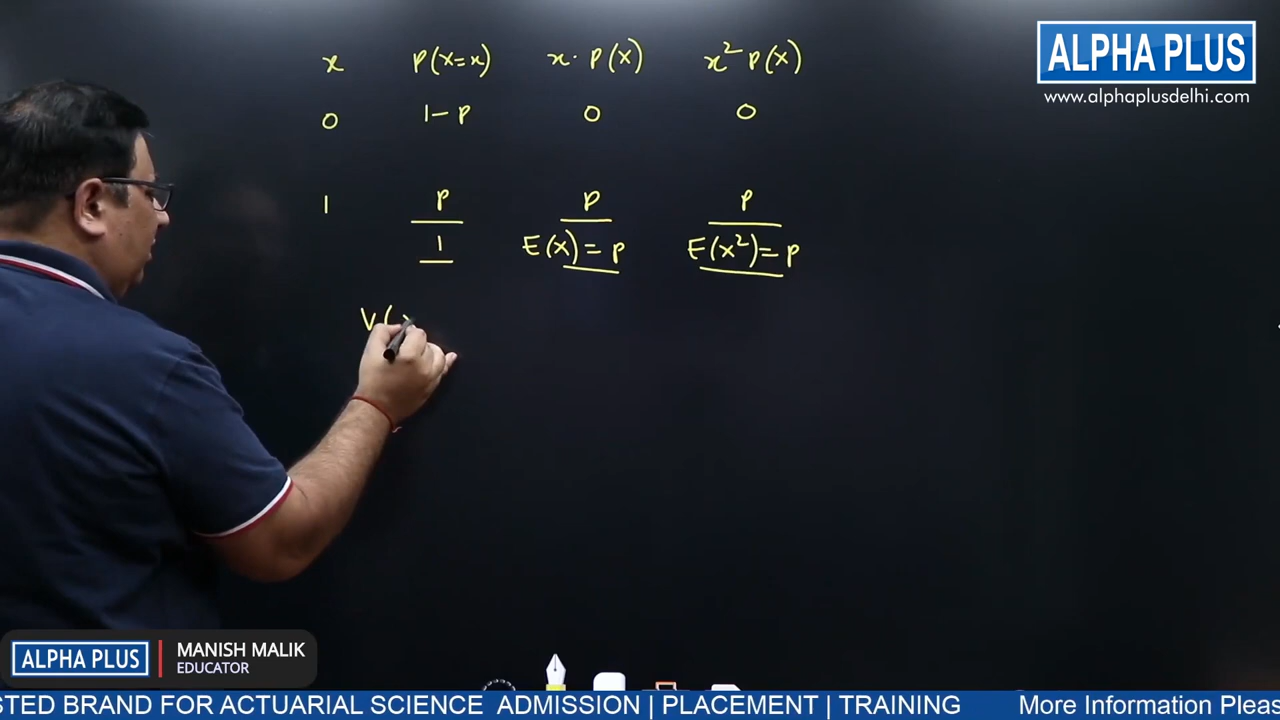 x P(X=x) x·P(X) x² P(X)
0 1-P 0 0
1 P P P
1 E(X)=P E(X²)=P
V(
ALPHA PLUS
www.alphaplusdelhi.com
ALPHA PLUS
MANISH MALIK
EDUCATOR
STED BRAND FOR ACTUARIAL SCIENCE ADMISSION | PLACEMENT | TRAINING More Information Pleas